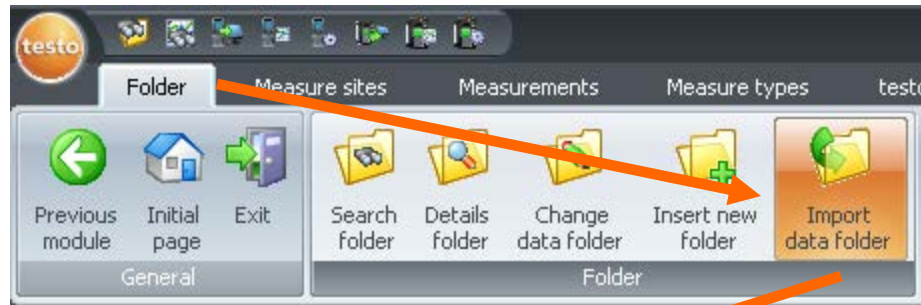 testo
Folder Measure sites Measurements Measure types
Previous module
Initial page
Exit
Search folder
Details folder
Change data folder
Insert new folder
Import data folder
General
Folder